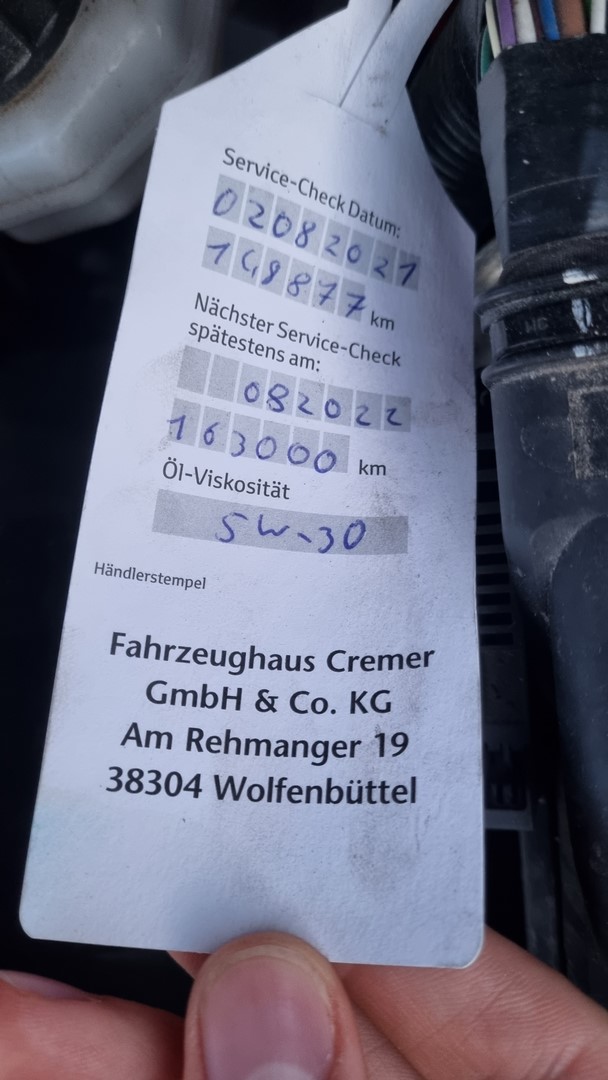 Service-Check Datum:
02082021
148877 km
Nächster Service-Check
spätestens am:
082022
163000 km
Öl-Viskosität
5W-30
Händlerstempel
Fahrzeughaus Cremer
GmbH & Co. KG
Am Rehmanger 19
38304 Wolfenbüttel